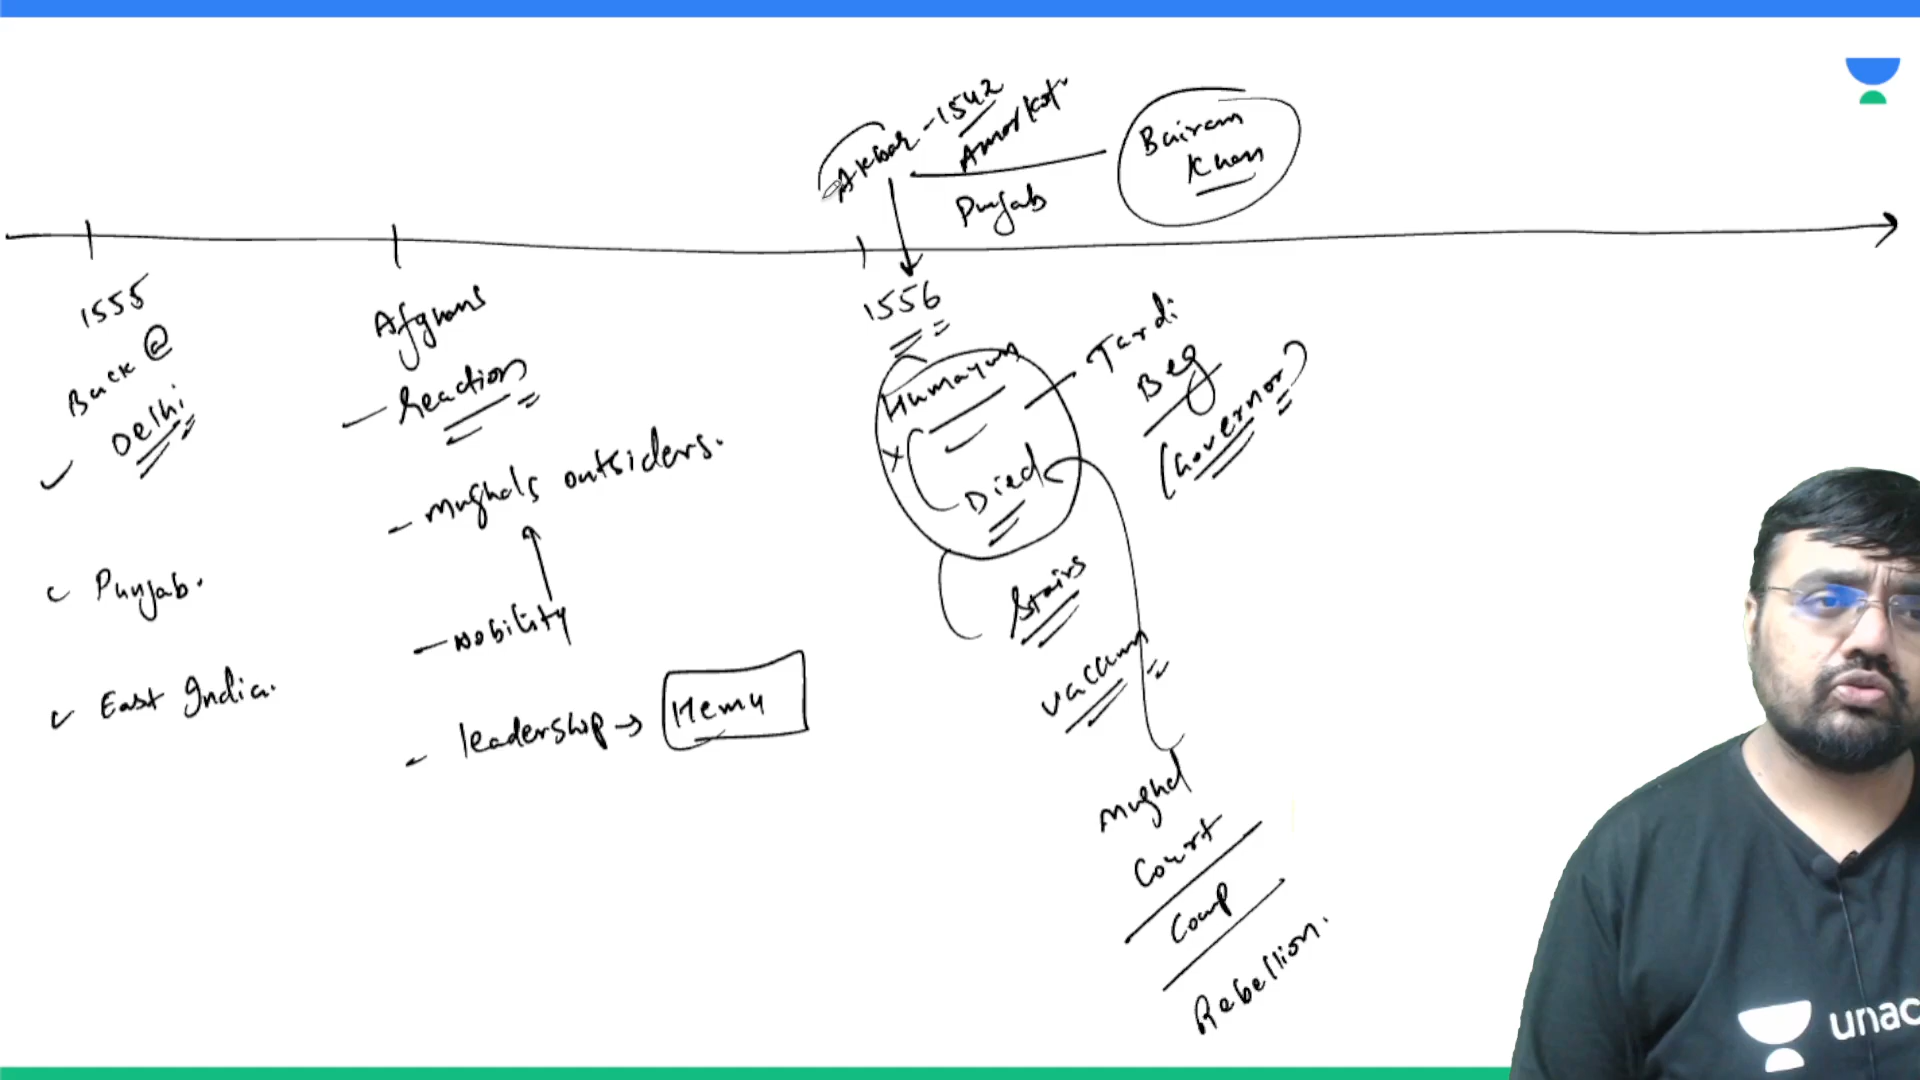 Akbar - 1542
Amarkot
Punjab
Bairam
Khan
1555
Back @
Delhi
Punjab.
East India.
Afghans
- reaction
- Mughals outsiders.
- Nobility
- leadership → Hemu
1556
Humayun
Died
Tardi
Beg
(Governor)
Stairs
Vaccum
Mughal
Court
Coup
Rebellion.
unac